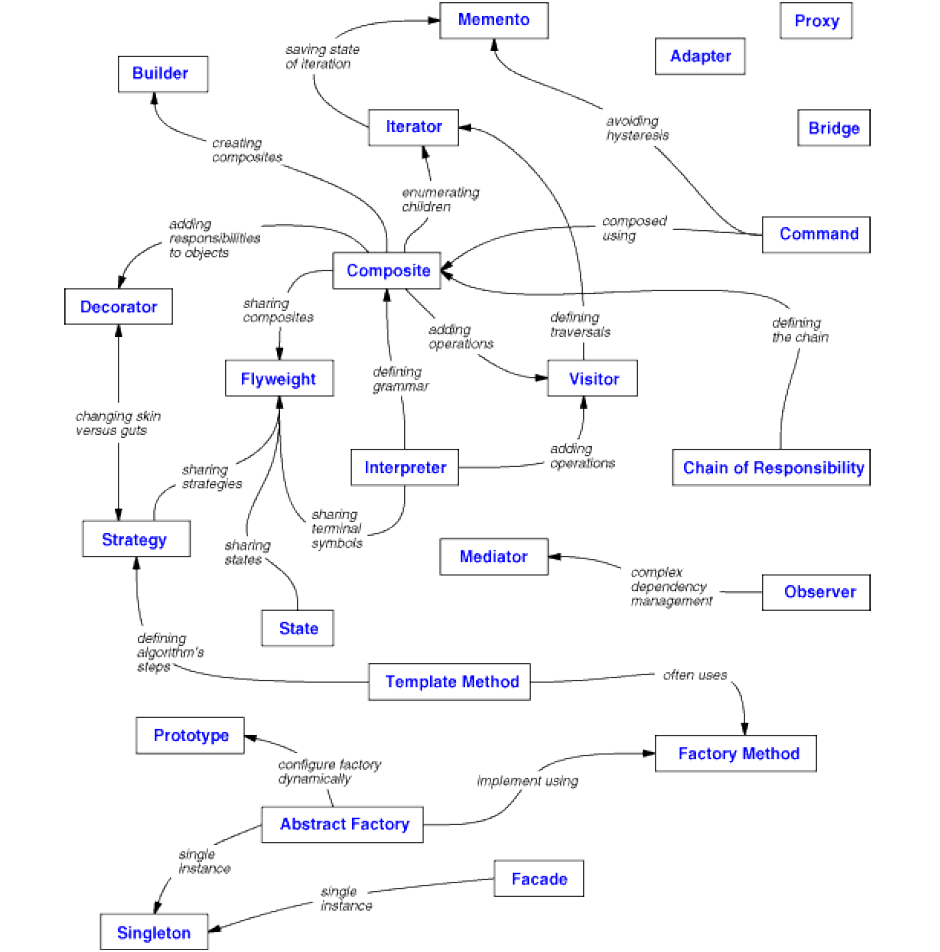 Memento
Proxy
saving state
of iteration
Adapter
Builder
Iterator
avoiding
hysteresis
Bridge
creating
composites
enumerating
children
adding
responsibilities
to objects
composed
using
Command
Composite
Decorator
sharing
composites
adding
operations
defining
traversals
defining
the chain
Flyweight
defining
grammar
Visitor
changing skin
versus guts
adding
operations
sharing
strategies
Interpreter
Chain of Responsibility
sharing
terminal
symbols
Strategy
sharing
states
Mediator
complex
dependency
management
Observer
State
defining
algorithm's
steps
Template Method
often uses
Prototype
configure factory
dynamically
implement using
Factory Method
Abstract Factory
single
instance
Facade
single
instance
Singleton